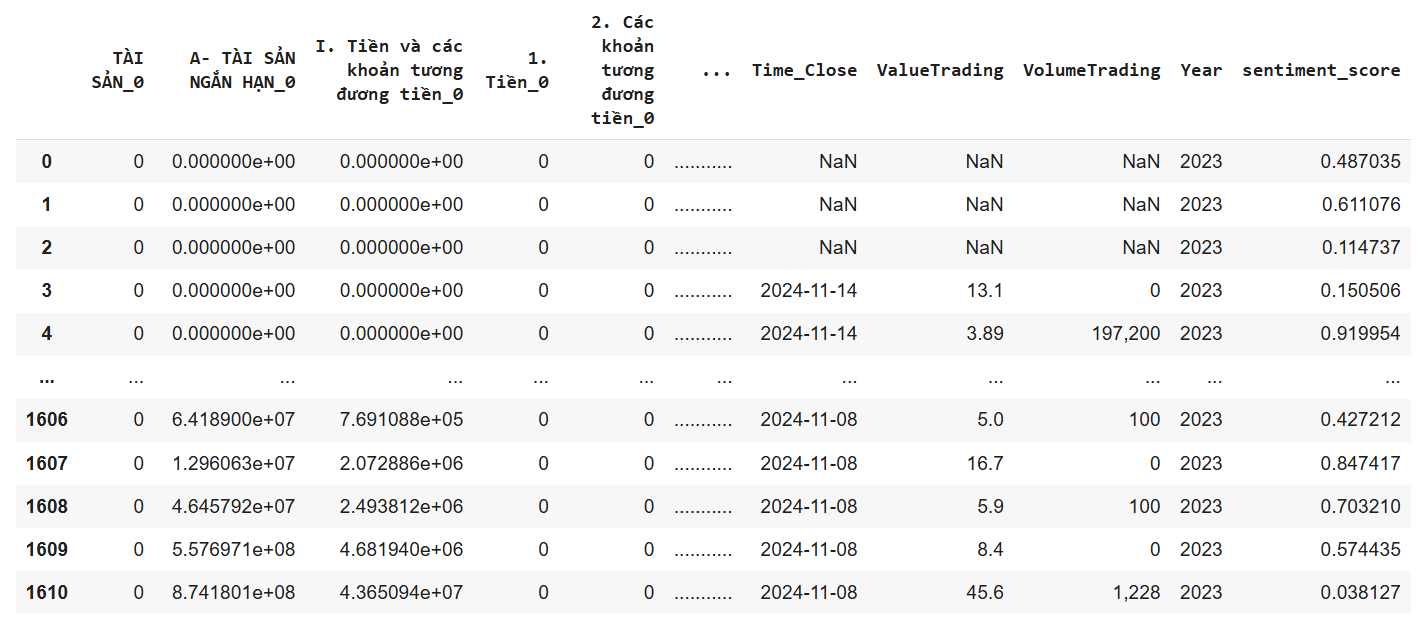 TÀI SẢN_0 A- TÀI SẢN NGẮN HẠN_0 I. Tiền và các khoản tương đương tiền_0 1. Tiền_0 2. Các khoản tương đương tiền_0 ... Time_Close ValueTrading VolumeTrading Year sentiment_score
0 0 0.000000e+00 0.000000e+00 0 0 ........... NaN NaN NaN 2023 0.487035
1 0 0.000000e+00 0.000000e+00 0 0 ........... NaN NaN NaN 2023 0.611076
2 0 0.000000e+00 0.000000e+00 0 0 ........... NaN NaN NaN 2023 0.114737
3 0 0.000000e+00 0.000000e+00 0 0 ........... 2024-11-14 13.1 0 2023 0.150506
4 0 0.000000e+00 0.000000e+00 0 0 ........... 2024-11-14 3.89 197,200 2023 0.919954
... ... ... ... ... ... ... ... ... ... ... ...
1606 0 6.418900e+07 7.691088e+05 0 0 ........... 2024-11-08 5.0 100 2023 0.427212
1607 0 1.296063e+07 2.072886e+06 0 0 ........... 2024-11-08 16.7 0 2023 0.847417
1608 0 4.645792e+07 2.493812e+06 0 0 ........... 2024-11-08 5.9 100 2023 0.703210
1609 0 5.576971e+08 4.681940e+06 0 0 ........... 2024-11-08 8.4 0 2023 0.574435
1610 0 8.741801e+08 4.365094e+07 0 0 ........... 2024-11-08 45.6 1,228 2023 0.038127